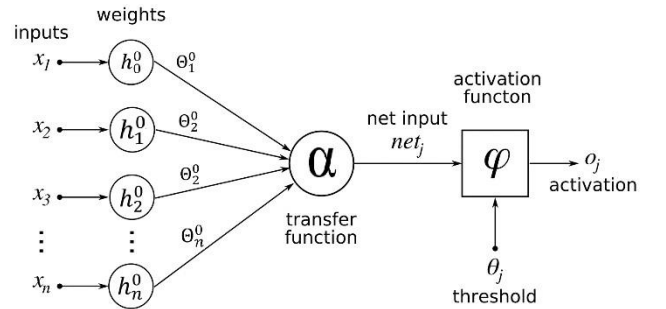 inputs
weights
x₁
h₀⁰
Θ₁⁰
x₂
h₁⁰
Θ₂⁰
x₃
h₂⁰
Θ₂⁰
⋮
⋮
xₙ
hₙ⁰
Θₙ⁰
α
transfer
function
net input
netⱼ
activation
functon
φ
oⱼ
activation
θⱼ
threshold